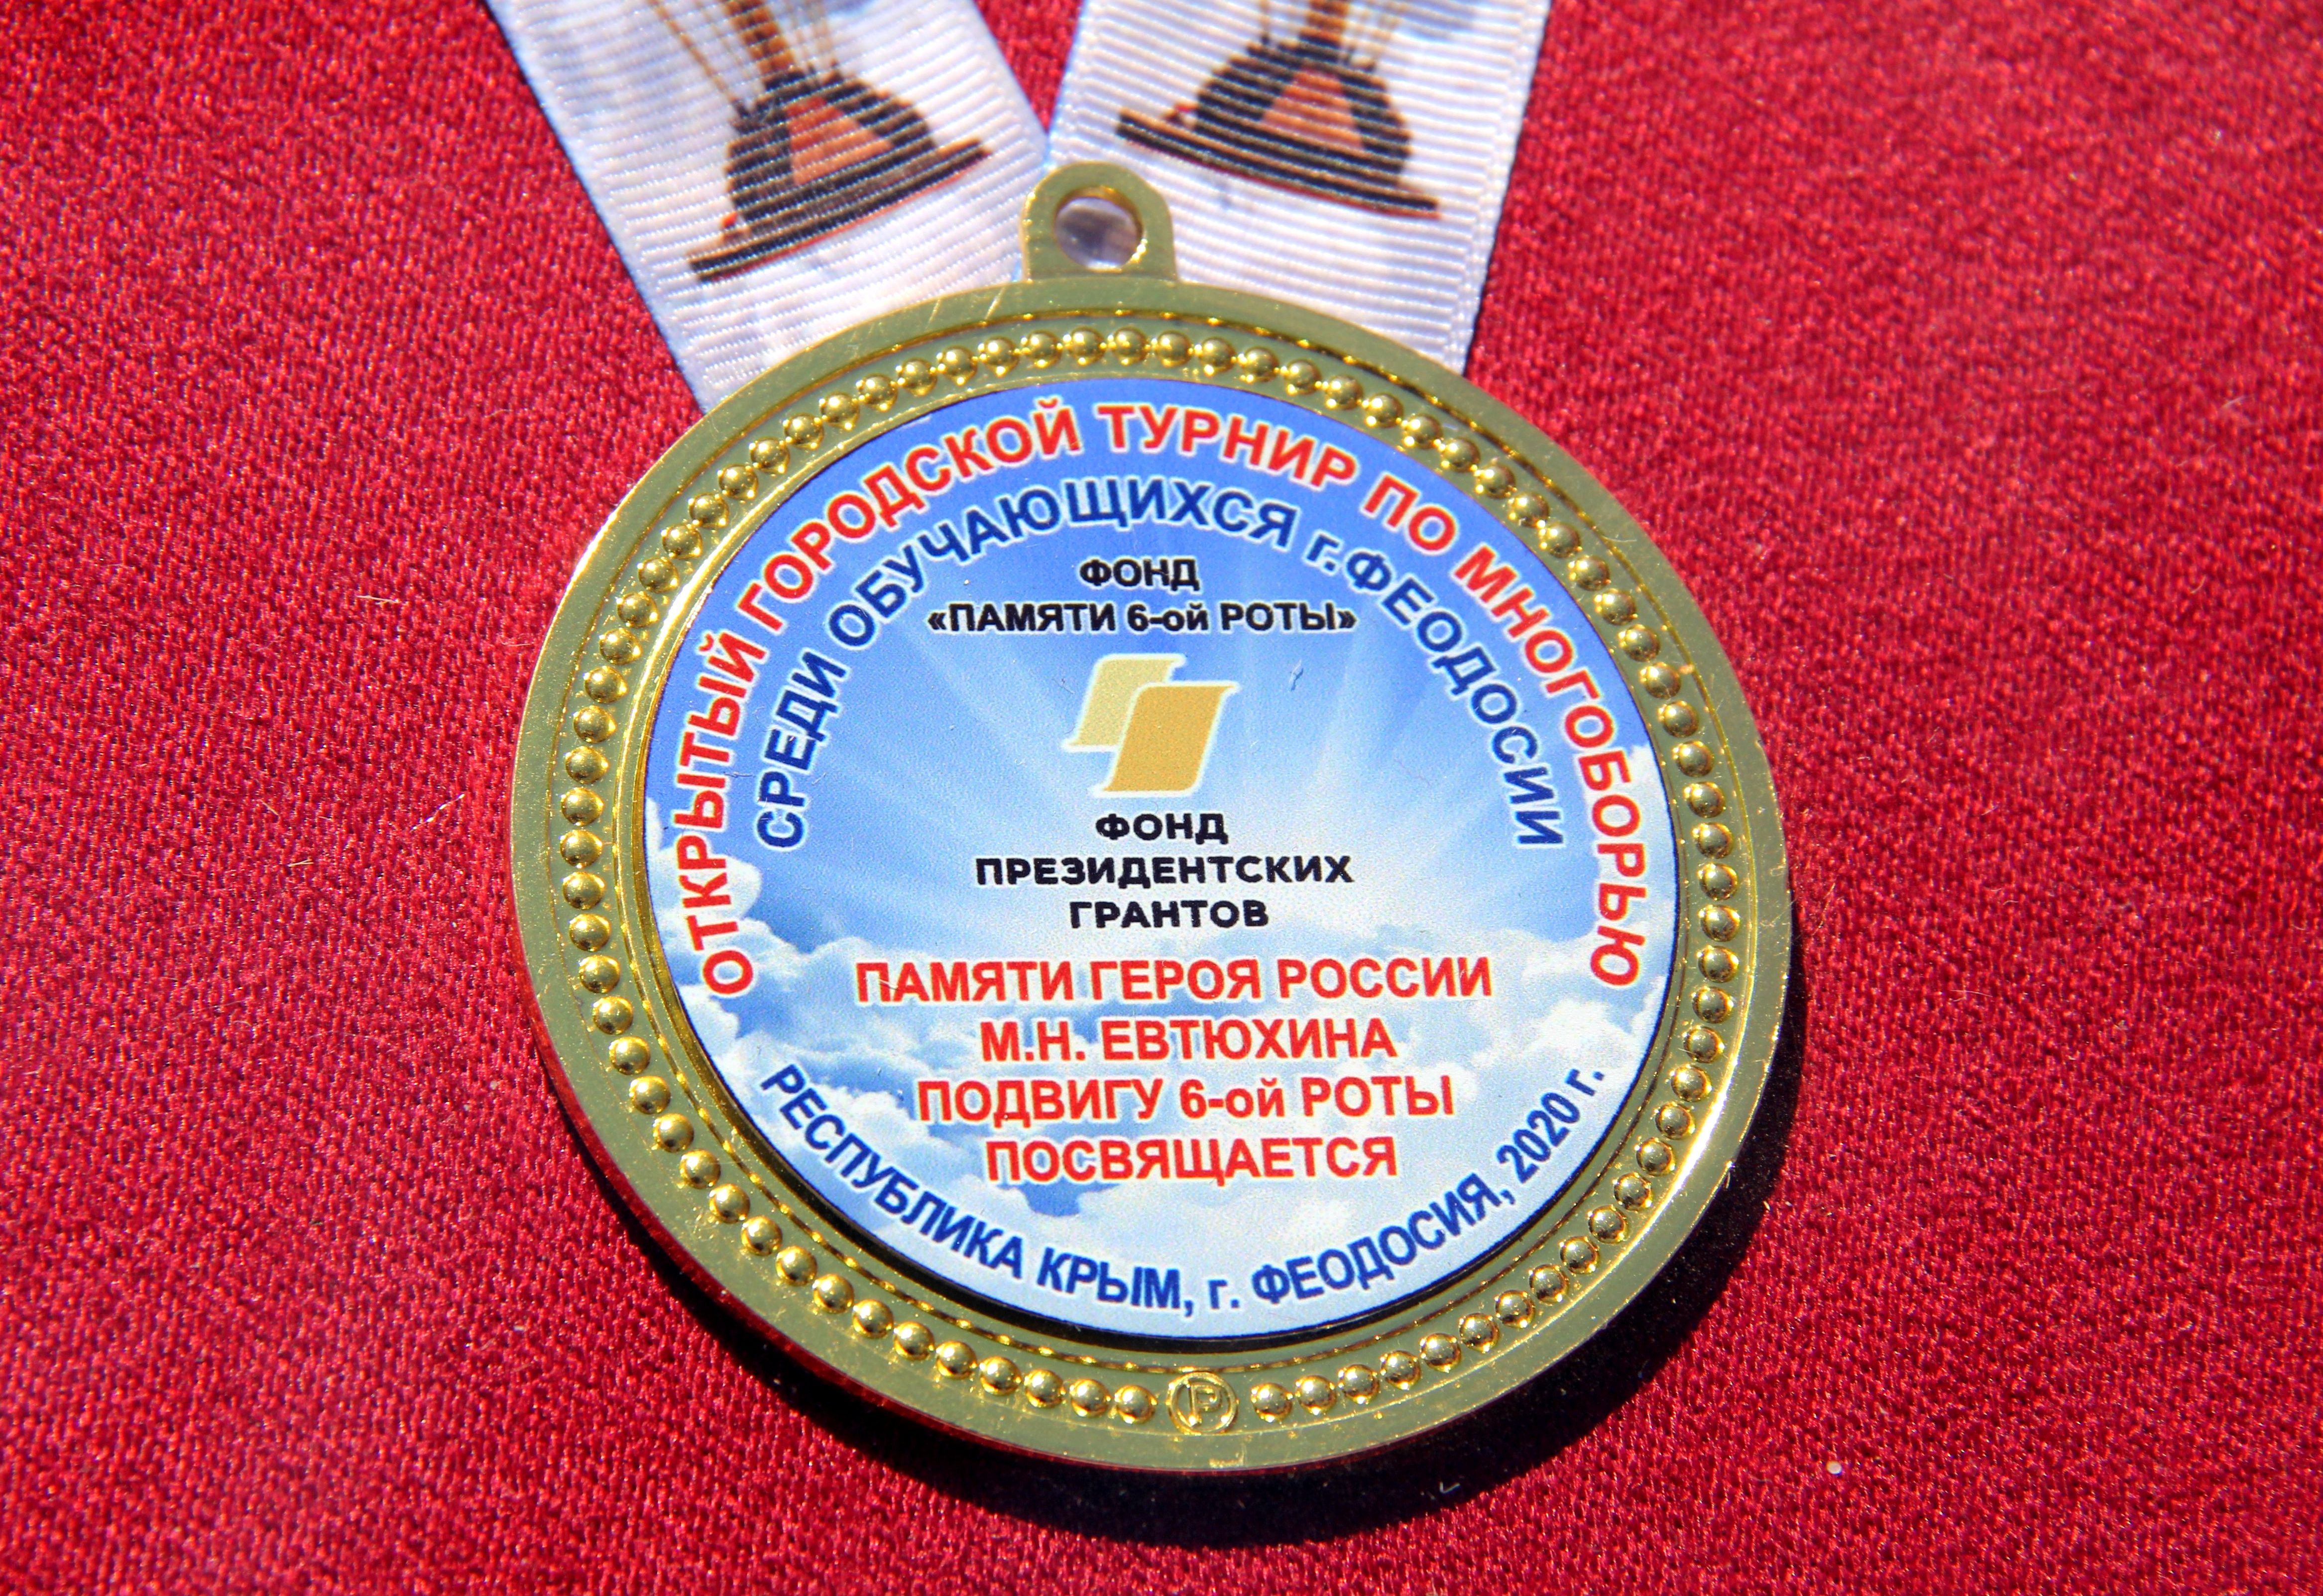 ОТКРЫТЫЙ ГОРОДСКОЙ ТУРНИР ПО МНОГОБОРЬЮ
СРЕДИ ОБУЧАЮЩИХСЯ г.ФЕОДОСИИ
ФОНД
«ПАМЯТИ 6-ой РОТЫ»
ФОНД
ПРЕЗИДЕНТСКИХ
ГРАНТОВ
ПАМЯТИ ГЕРОЯ РОССИИ
М.Н. ЕВТЮХИНА
ПОДВИГУ 6-ой РОТЫ
ПОСВЯЩАЕТСЯ
РЕСПУБЛИКА КРЫМ, г. ФЕОДОСИЯ, 2020 г.
P